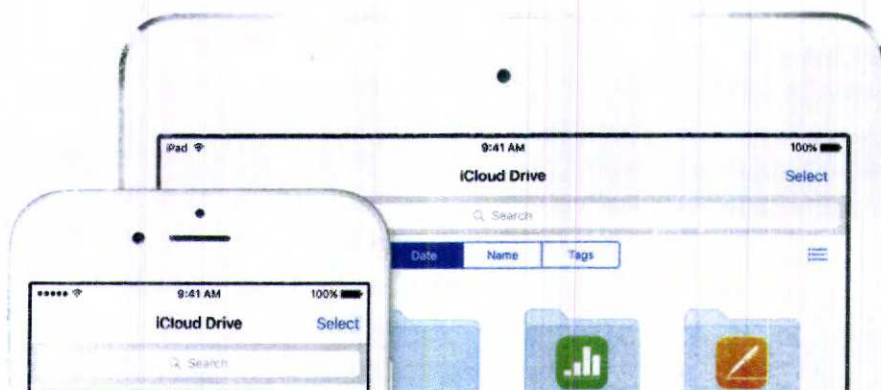 iPad
9:41 AM
100%
iCloud Drive
Select
Search
Date
Name
Tags
9:41 AM
100%
iCloud Drive
Select
Search